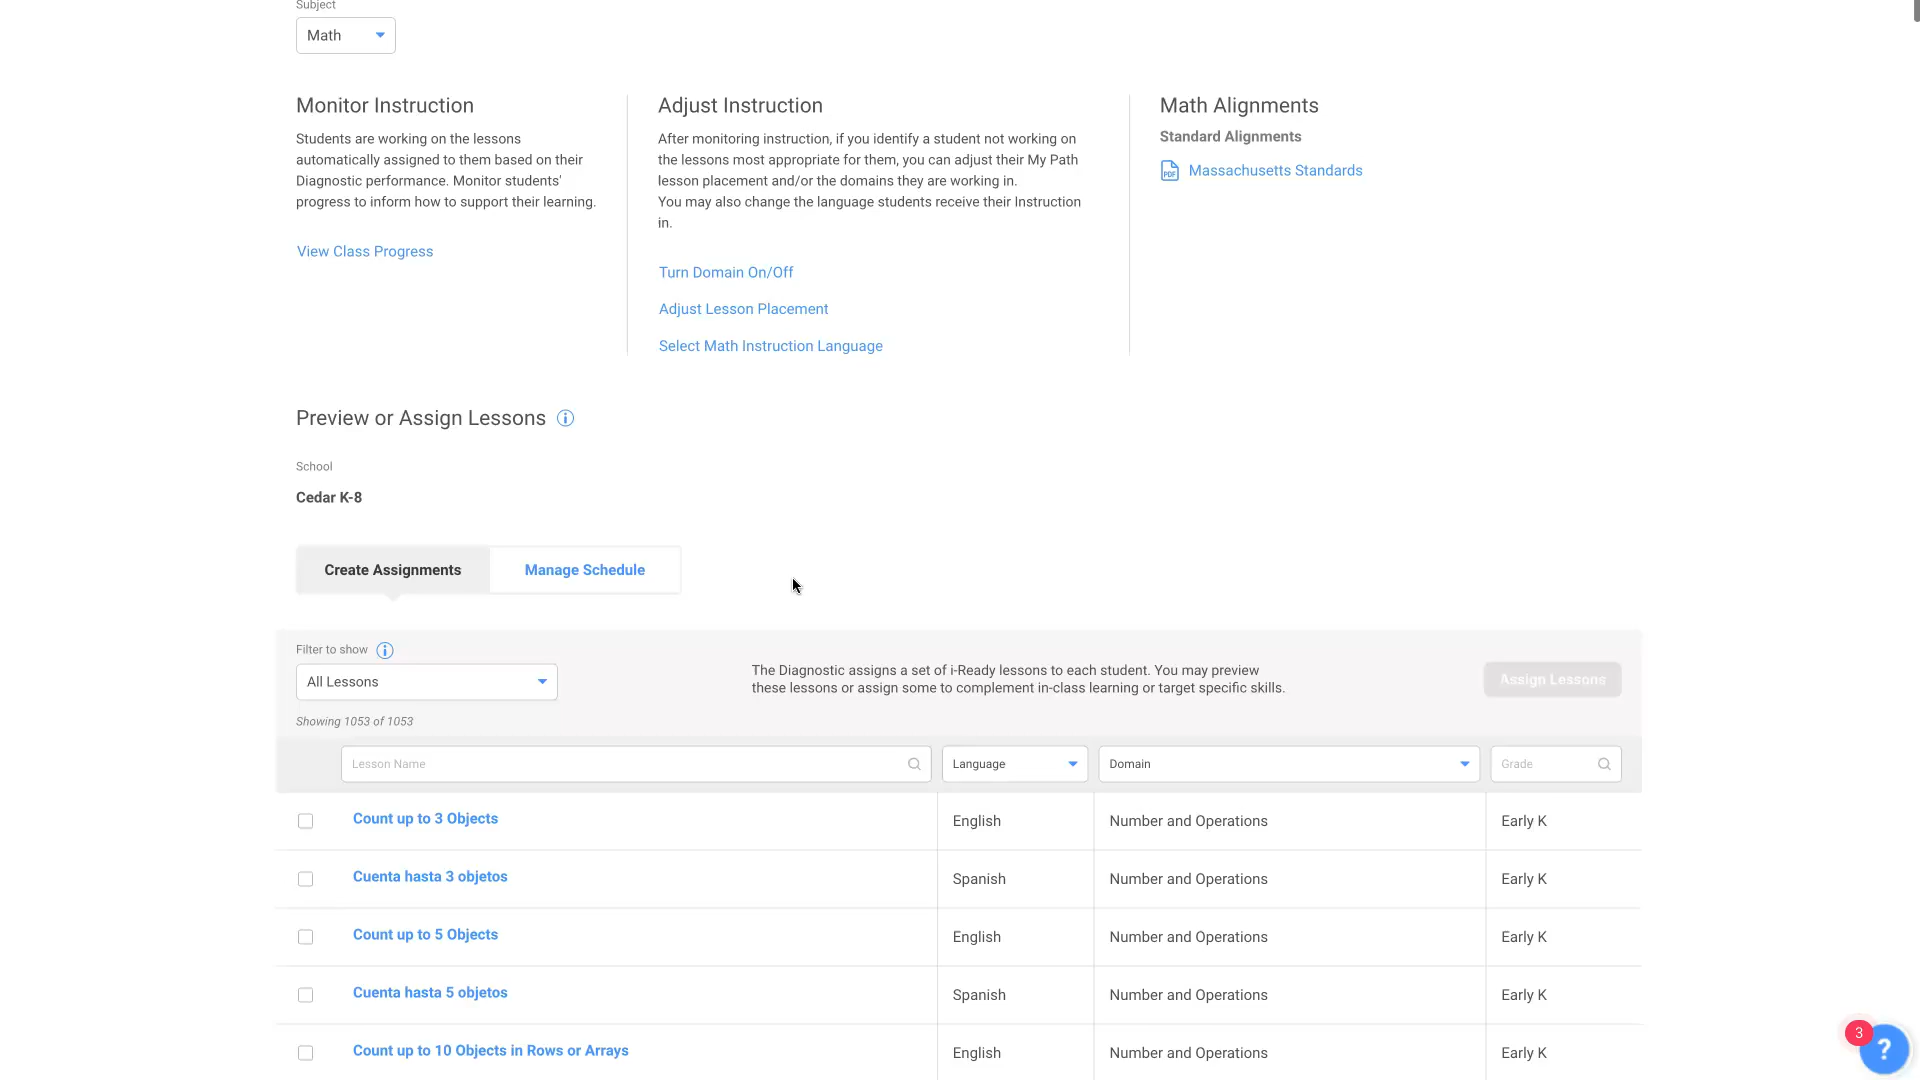 Subject
Math
Monitor Instruction
Students are working on the lessons
automatically assigned to them based on their
Diagnostic performance. Monitor students'
progress to inform how to support their learning.
View Class Progress
Adjust Instruction
After monitoring instruction, if you identify a student not working on
the lessons most appropriate for them, you can adjust their My Path
lesson placement and/or the domains they are working in.
You may also change the language students receive their Instruction
in.
Turn Domain On/Off
Adjust Lesson Placement
Select Math Instruction Language
Math Alignments
Standard Alignments
PDF Massachusetts Standards
Preview or Assign Lessons
School
Cedar K-8
Create Assignments
Manage Schedule
Filter to show
All Lessons
Showing 1053 of 1053
The Diagnostic assigns a set of i-Ready lessons to each student. You may preview
these lessons or assign some to complement in-class learning or target specific skills.
Assign Lessons
Lesson Name Language Domain Grade
Count up to 3 Objects English Number and Operations Early K
Cuenta hasta 3 objetos Spanish Number and Operations Early K
Count up to 5 Objects English Number and Operations Early K
Cuenta hasta 5 objetos Spanish Number and Operations Early K
Count up to 10 Objects in Rows or Arrays English Number and Operations Early K
3
?